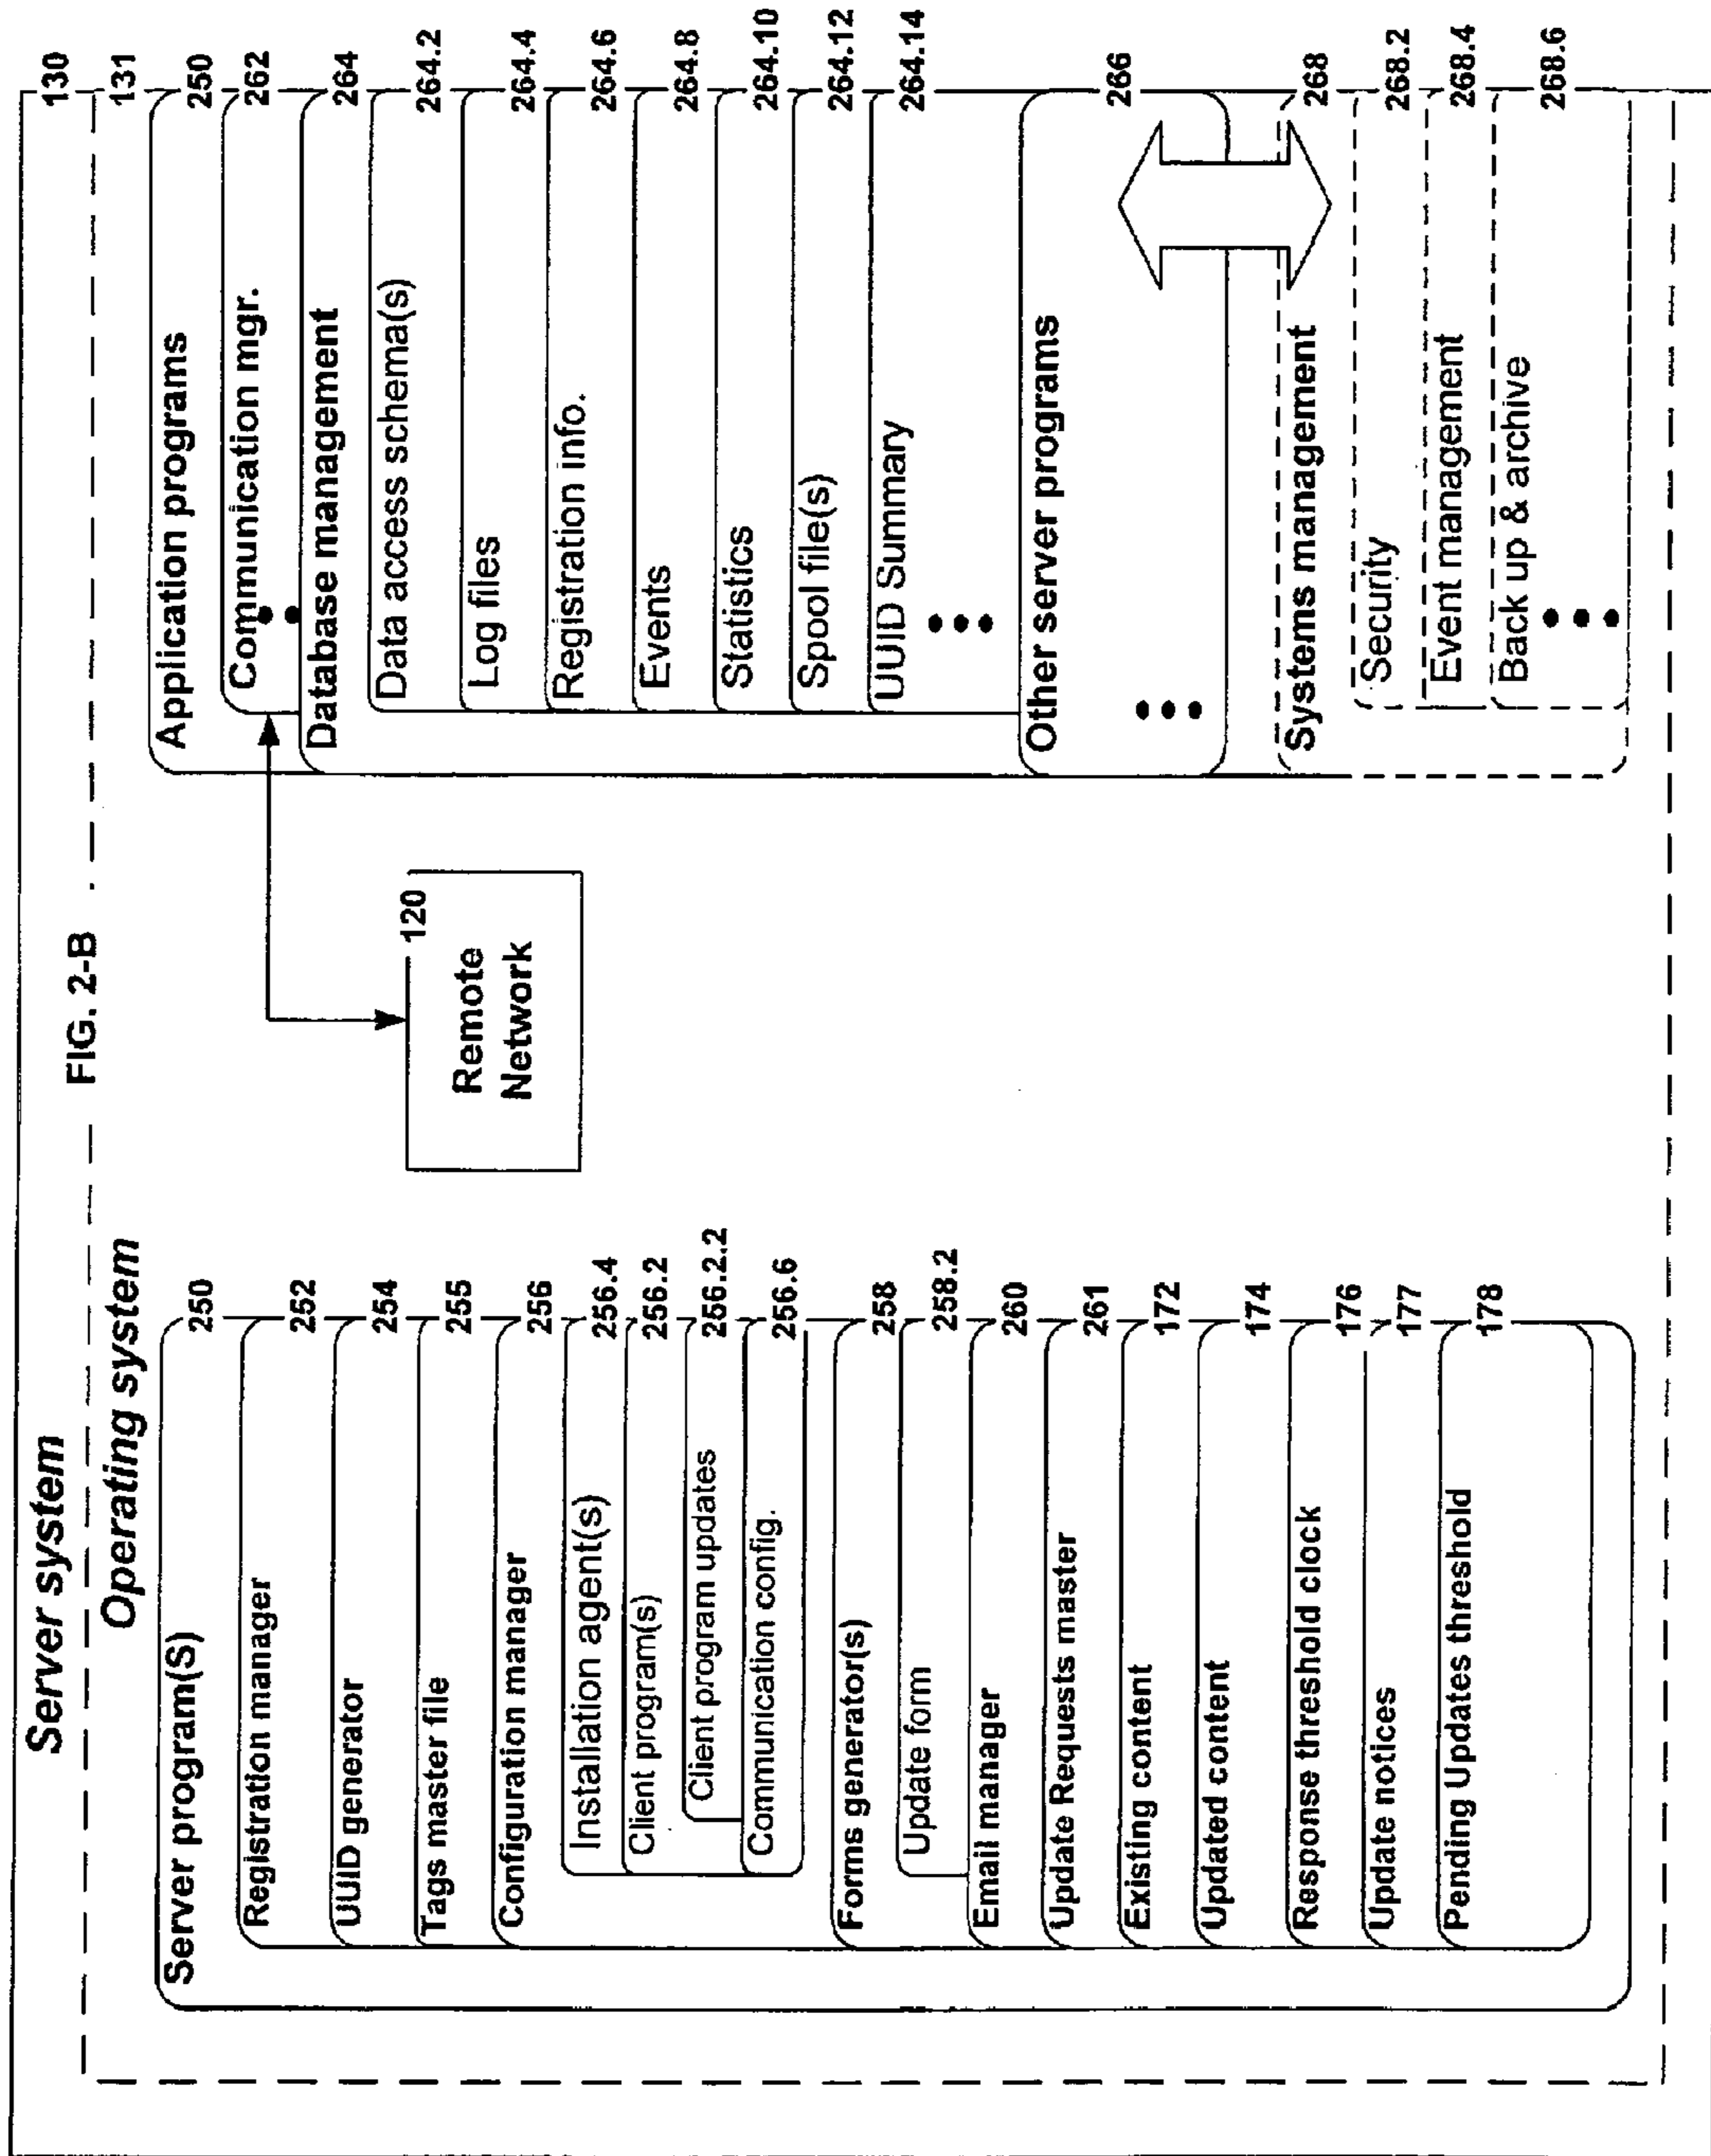 Server system
FIG. 2-B
130
Operating system
131
Server program(S)
250
Registration manager
252
UUID generator
254
Tags master file
255
Configuration manager
256
Installation agent(s)
256.4
Client program(s)
256.2
Client program updates
256.2.2
Communication config.
256.6
Forms generator(s)
258
Update form
258.2
Email manager
260
Update Requests master
261
Existing content
172
Updated content
174
Response threshold clock
176
Update notices
177
Pending Updates threshold
178
120
Remote
Network
Application programs
250
Communication mgr.
262
Database management
264
Data access schema(s)
264.2
Log files
264.4
Registration info.
264.6
Events
264.8
Statistics
264.10
Spool file(s)
264.12
UUID Summary
264.14
Other server programs
266
Systems management
268
Security
268.2
Event management
268.4
Back up & archive
268.6